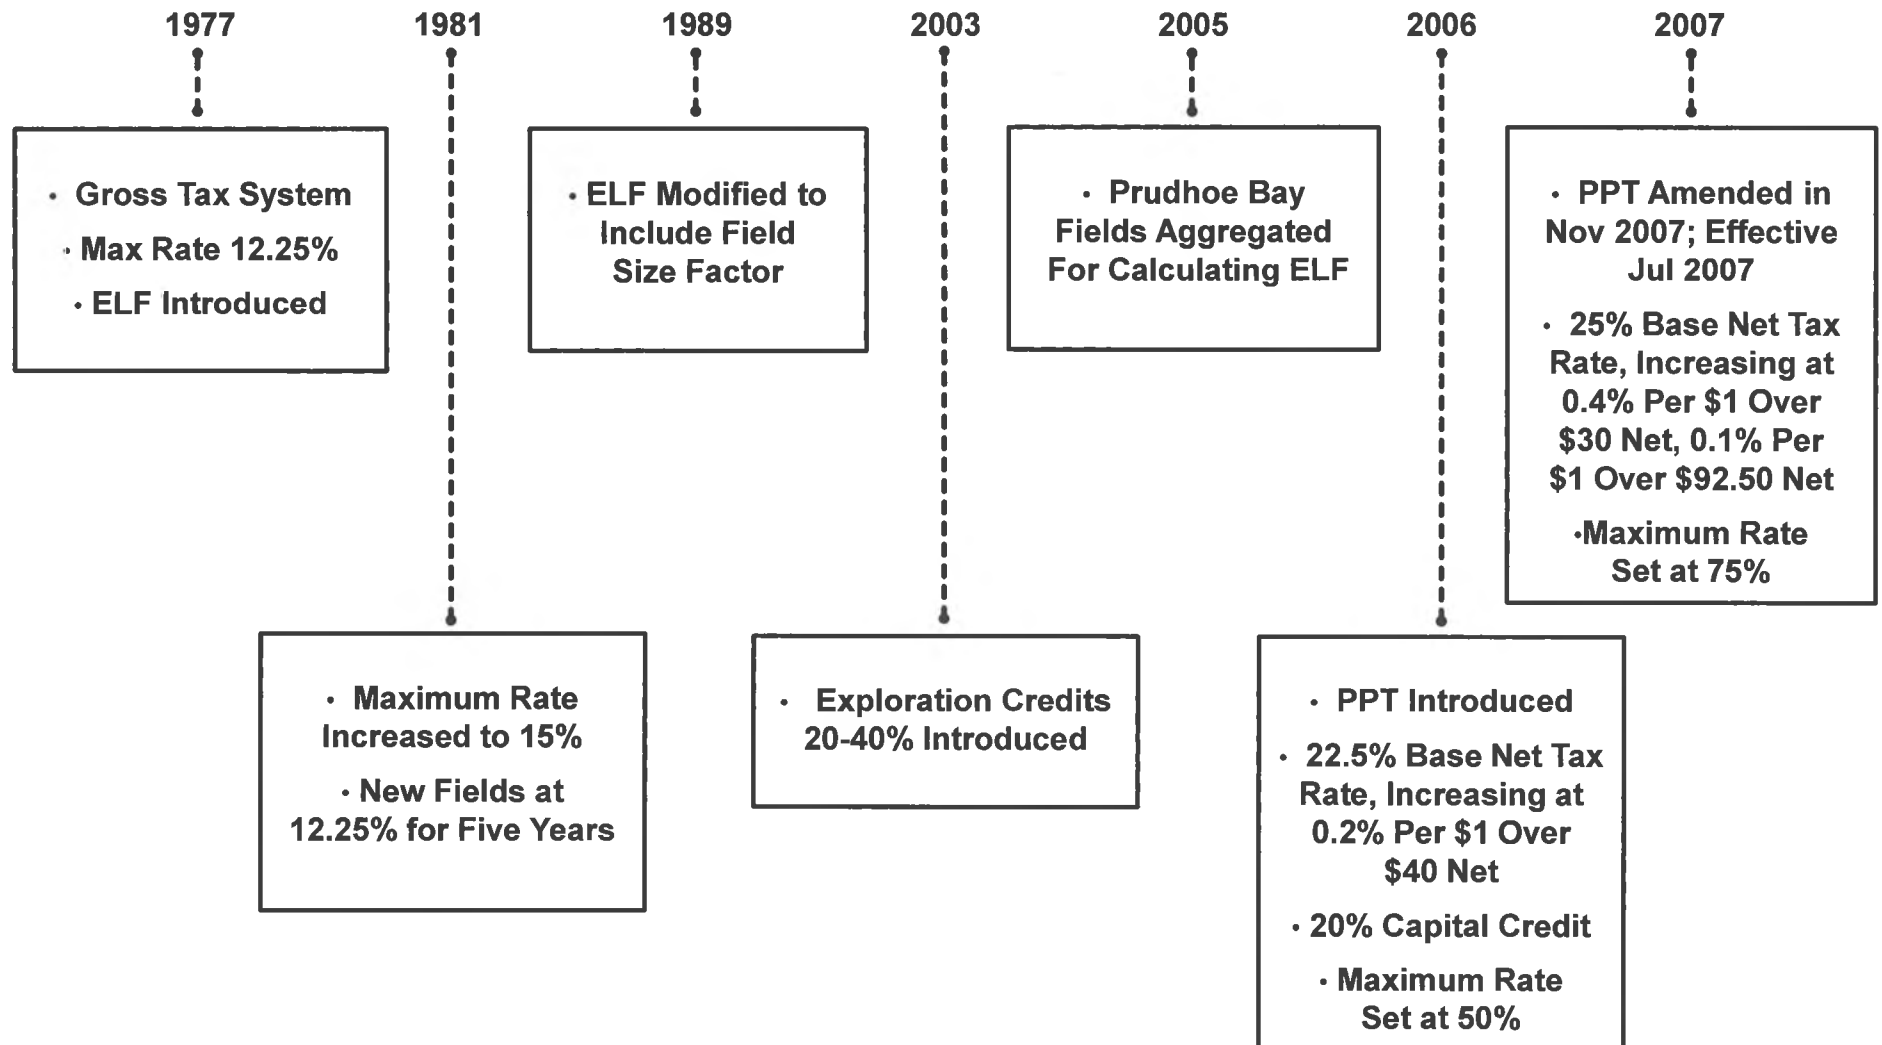 1977
1981
1989
2003
2005
2006
2007
• Gross Tax System
• Max Rate 12.25%
• ELF Introduced
• Maximum Rate
Increased to 15%
• New Fields at
12.25% for Five Years
• ELF Modified to
Include Field
Size Factor
• Exploration Credits
20-40% Introduced
• Prudhoe Bay
Fields Aggregated
For Calculating ELF
• PPT Introduced
• 22.5% Base Net Tax
Rate, Increasing at
0.2% Per $1 Over
$40 Net
• 20% Capital Credit
• Maximum Rate
Set at 50%
• PPT Amended in
Nov 2007; Effective
Jul 2007
• 25% Base Net Tax
Rate, Increasing at
0.4% Per $1 Over
$30 Net, 0.1% Per
$1 Over $92.50 Net
•Maximum Rate
Set at 75%